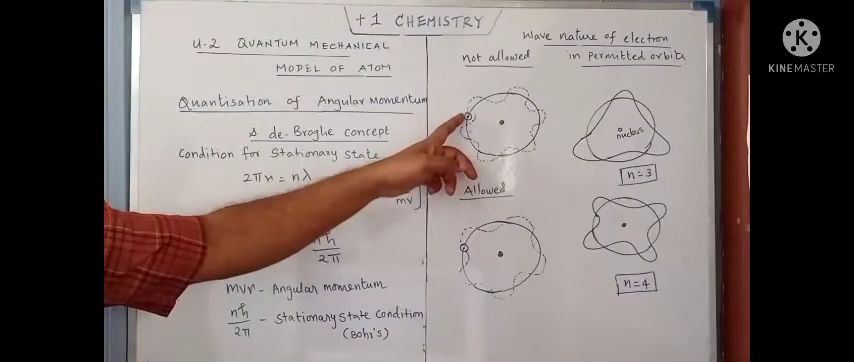 +1 CHEMISTRY
U-2 QUANTUM MECHANICAL
MODEL OF ATOM
Quantisation of Angular Momentum
& de-Broglie concept
Condition for Stationary State
2πr = nλ
mv
nh
2π
mvr - Angular momentum
nh
2π
- Stationary State Condition
(Bohr's)
Wave nature of electron
in permitted orbits
not allowed
nucleus
n=3
Allowed
n=4
KINEMASTER